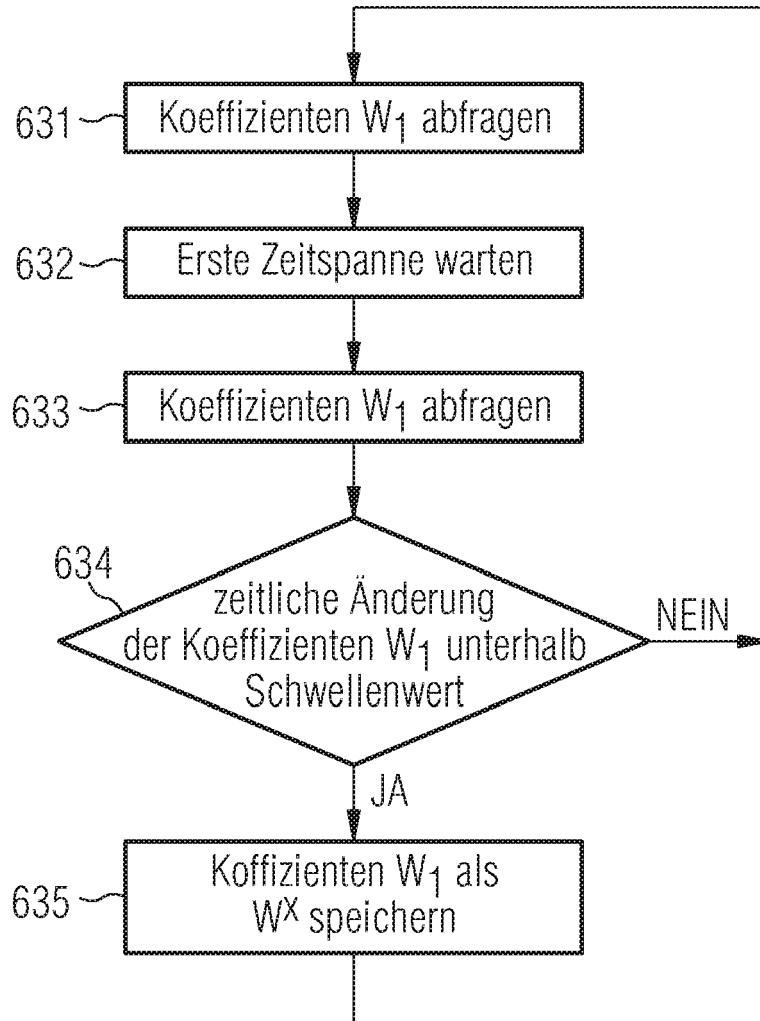 631
Koeffizienten W₁ abfragen
632
Erste Zeitspanne warten
633
Koeffizienten W₁ abfragen
634
zeitliche Änderung
der Koeffizienten W₁ unterhalb
Schwellenwert
NEIN
JA
635
Koffizienten W₁ als
Wˣ speichern